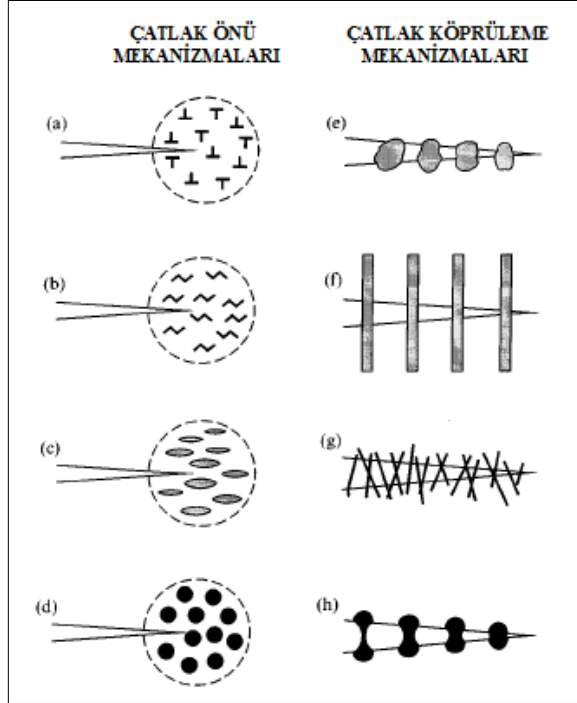 ÇATLAK ÖNÜ
MEKANİZMALARI
ÇATLAK KÖPRÜLEME
MEKANİZMALARI
(a)
(e)
(b)
(f)
(c)
(g)
(d)
(h)